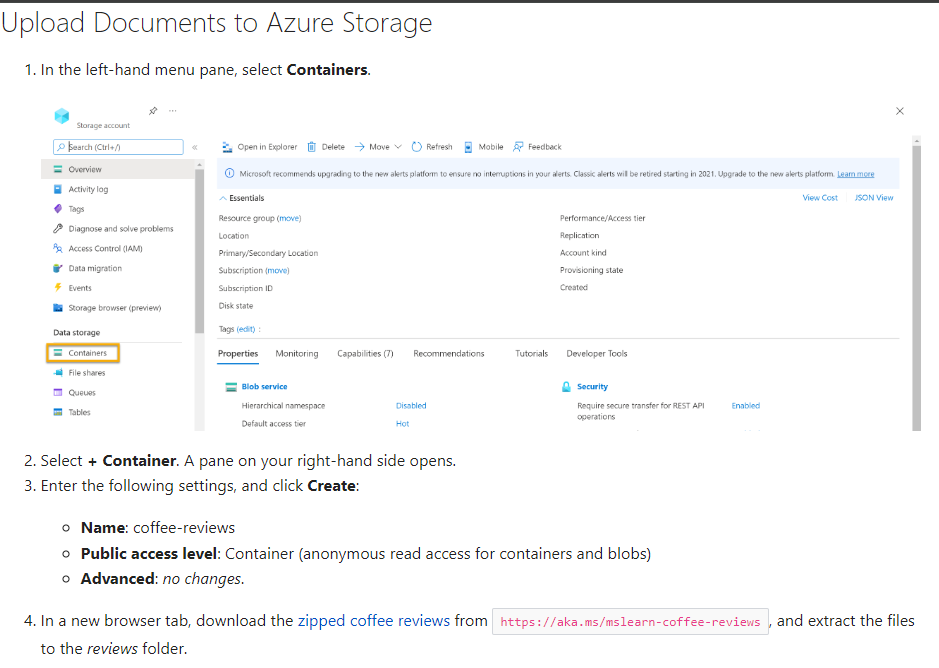 Upload Documents to Azure Storage
1. In the left-hand menu pane, select Containers.
Storage account
Search (Ctrl+/)
«
Open in Explorer Delete Move Refresh Mobile Feedback
Overview
Microsoft recommends upgrading to the new alerts platform to ensure no interruptions in your alerts. Classic alerts will be retired starting in 2021. Upgrade to the new alerts platform. Learn more
Activity log
Tags
Diagnose and solve problems
Access Control (IAM)
Data migration
Events
Storage browser (preview)
Data storage
Containers
File shares
Queues
Tables
Essentials
View Cost JSON View
Resource group (move)
Location
Primary/Secondary Location
Subscription (move)
Subscription ID
Disk state
Performance/Access tier
Replication
Account kind
Provisioning state
Created
Tags (edit) :
Properties Monitoring Capabilities (7) Recommendations Tutorials Developer Tools
Blob service
Hierarchical namespace Disabled
Default access tier Hot
Security
Require secure transfer for REST API Enabled
operations
2. Select + Container. A pane on your right-hand side opens.
3. Enter the following settings, and click Create:
Name: coffee-reviews
Public access level: Container (anonymous read access for containers and blobs)
Advanced: no changes.
4. In a new browser tab, download the zipped coffee reviews from https://aka.ms/mslearn-coffee-reviews , and extract the files
to the reviews folder.